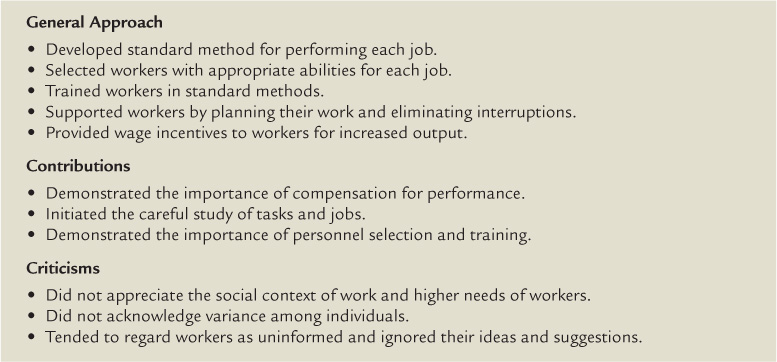 General Approach
• Developed standard method for performing each job.
• Selected workers with appropriate abilities for each job.
• Trained workers in standard methods.
• Supported workers by planning their work and eliminating interruptions.
• Provided wage incentives to workers for increased output.
Contributions
• Demonstrated the importance of compensation for performance.
• Initiated the careful study of tasks and jobs.
• Demonstrated the importance of personnel selection and training.
Criticisms
• Did not appreciate the social context of work and higher needs of workers.
• Did not acknowledge variance among individuals.
• Tended to regard workers as uninformed and ignored their ideas and suggestions.